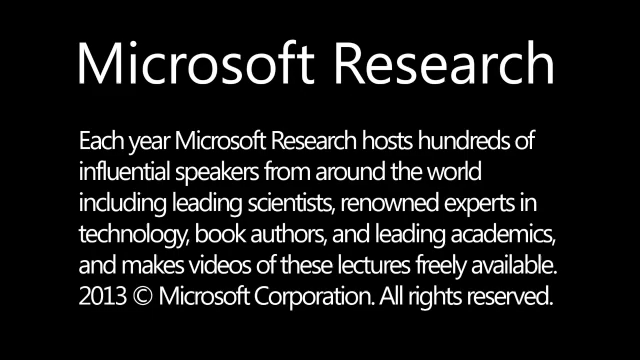 Microsoft Research
Each year Microsoft Research hosts hundreds of
influential speakers from around the world
including leading scientists, renowned experts in
technology, book authors, and leading academics,
and makes videos of these lectures freely available.
2013 © Microsoft Corporation. All rights reserved.